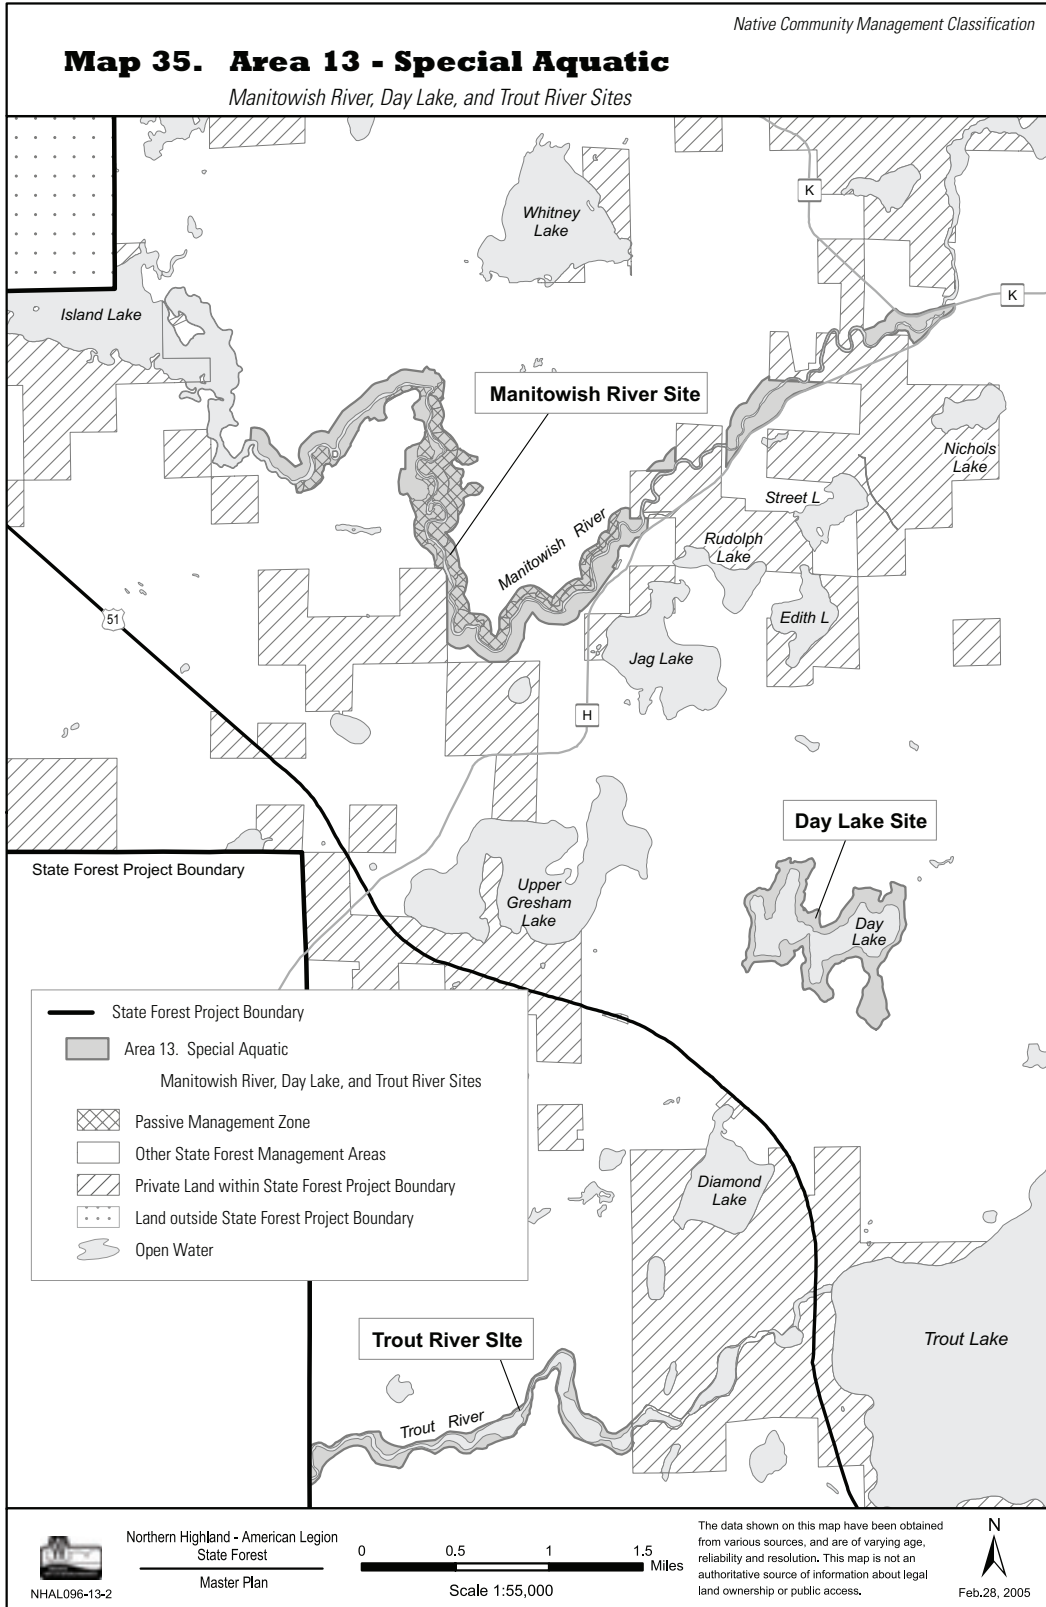 Native Community Management Classification
Map 35. Area 13 - Special Aquatic
Manitowish River, Day Lake, and Trout River Sites
K
Whitney
Lake
K
Island Lake
Manitowish River Site
Nichols
Lake
Street L
Manitowish River
Rudolph
Lake
51
Edith L
Jag Lake
H
Day Lake Site
State Forest Project Boundary
Upper
Gresham
Lake
Day
Lake
State Forest Project Boundary
Area 13. Special Aquatic
Manitowish River, Day Lake, and Trout River Sites
Passive Management Zone
Other State Forest Management Areas
Private Land within State Forest Project Boundary
Land outside State Forest Project Boundary
Open Water
Diamond
Lake
Trout River SIte
Trout Lake
Trout River
NHAL096-13-2
Northern Highland - American Legion
State Forest
Master Plan
0 0.5 1 1.5
Miles
Scale 1:55,000
The data shown on this map have been obtained
from various sources, and are of varying age,
reliability and resolution. This map is not an
authoritative source of information about legal
land ownership or public access.
N
Feb.28, 2005